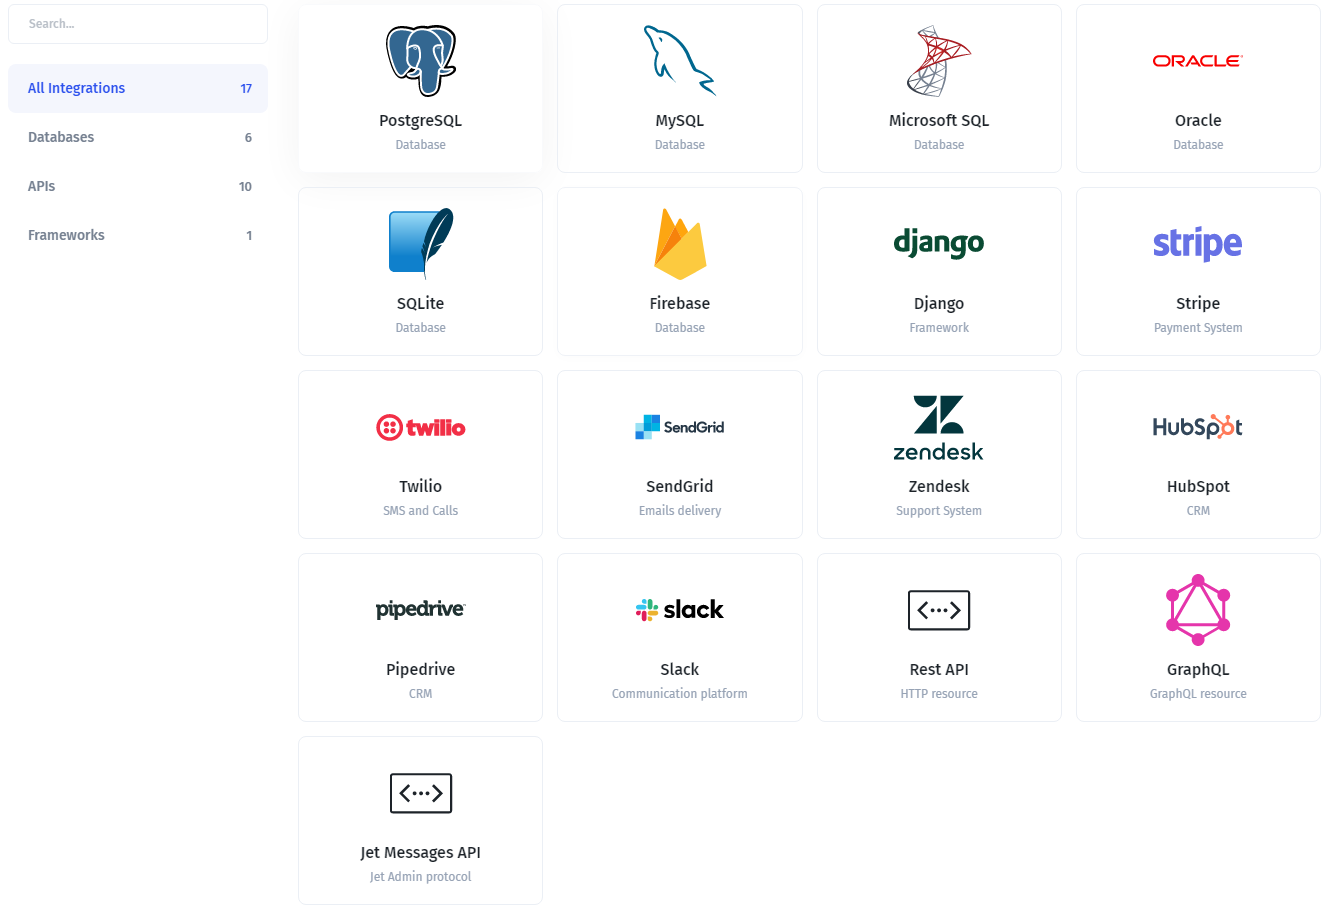 Search...
All Integrations 17
Databases 6
APIs 10
Frameworks 1
PostgreSQL
Database
MySQL
Database
Microsoft SQL
Database
ORACLE
Oracle
Database
SQLite
Database
Firebase
Database
django
Django
Framework
stripe
Stripe
Payment System
twilio
Twilio
SMS and Calls
SendGrid
SendGrid
Emails delivery
zendesk
Zendesk
Support System
HubSpot
HubSpot
CRM
pipedrive
Pipedrive
CRM
slack
Slack
Communication platform
<···>
Rest API
HTTP resource
GraphQL
GraphQL resource
<···>
Jet Messages API
Jet Admin protocol